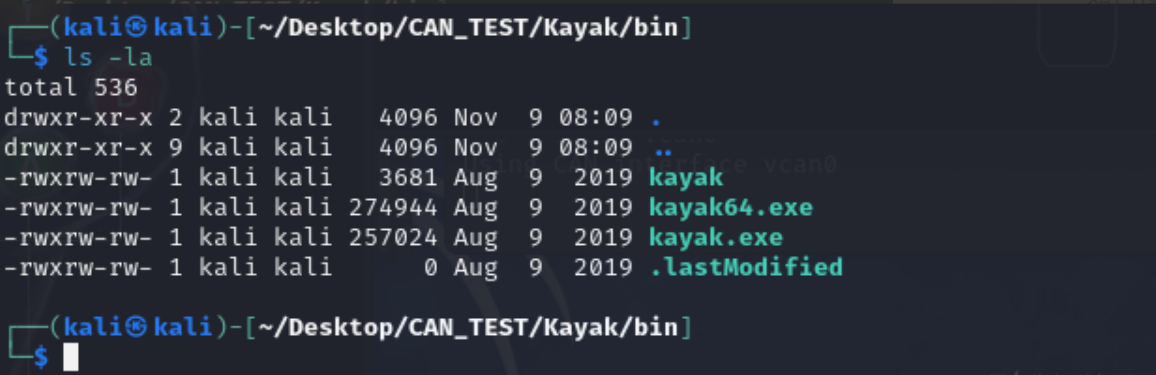 ┌──(kali㉿kali)-[~/Desktop/CAN_TEST/Kayak/bin]
└─$ ls -la
total 536
drwxr-xr-x 2 kali kali   4096 Nov  9 08:09 .
drwxr-xr-x 9 kali kali   4096 Nov  9 08:09 ..
-rwxrw-rw- 1 kali kali   3681 Aug  9  2019 kayak
-rwxrw-rw- 1 kali kali 274944 Aug  9  2019 kayak64.exe
-rwxrw-rw- 1 kali kali 257024 Aug  9  2019 kayak.exe
-rwxrw-rw- 1 kali kali      0 Aug  9  2019 .lastModified
┌──(kali㉿kali)-[~/Desktop/CAN_TEST/Kayak/bin]
└─$